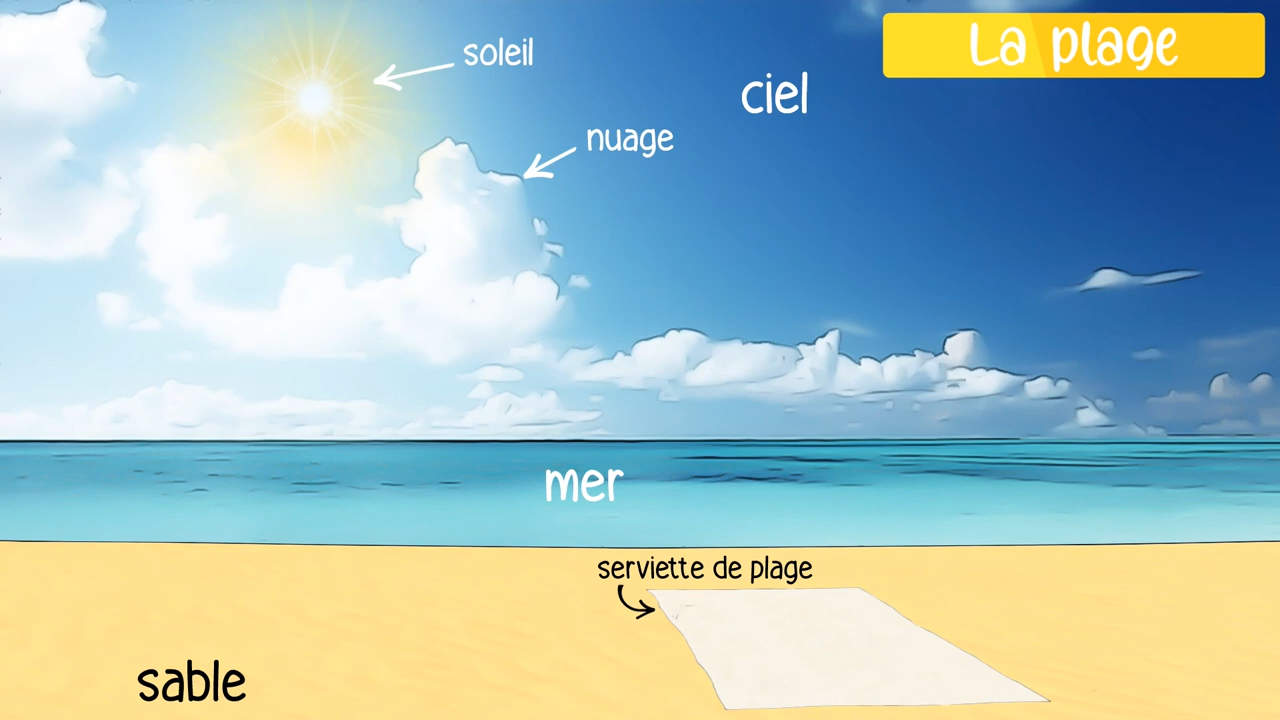 La plage
soleil
ciel
nuage
mer
serviette de plage
sable